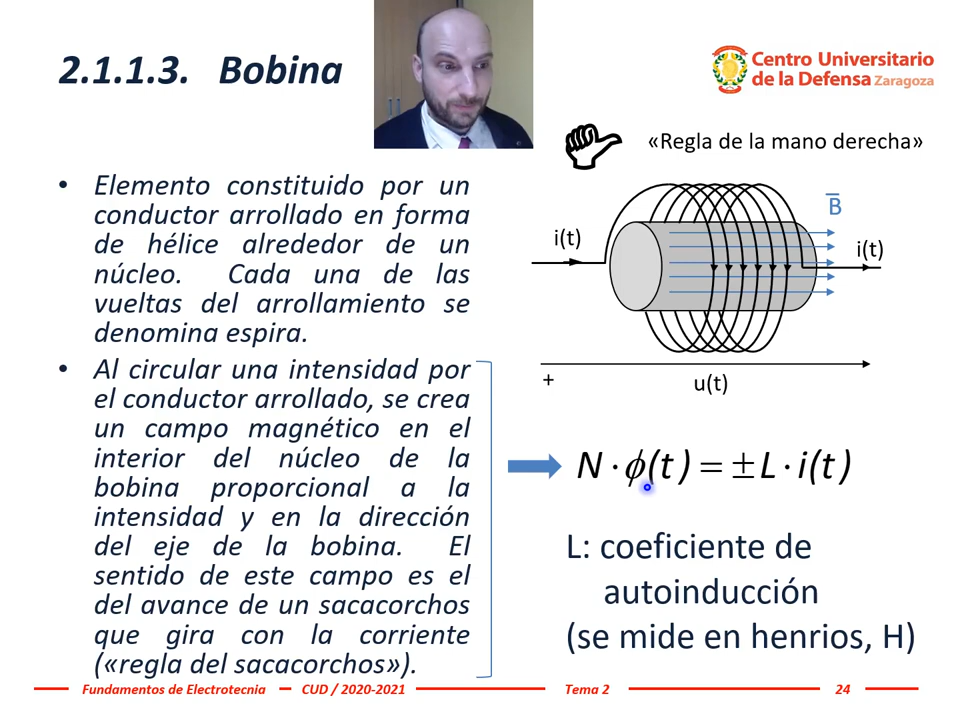 2.1.1.3. Bobina
Centro Universitario
de la Defensa Zaragoza
«Regla de la mano derecha»
• Elemento constituido por un
conductor arrollado en forma
de hélice alrededor de un
núcleo. Cada una de las
vueltas del arrollamiento se
denomina espira.
• Al circular una intensidad por
el conductor arrollado, se crea
un campo magnético en el
interior del núcleo de la
bobina proporcional a la
intensidad y en la dirección
del eje de la bobina. El
sentido de este campo es el
del avance de un sacacorchos
que gira con la corriente
(«regla del sacacorchos»).
B̅
i(t)
i(t)
+
u(t)
N · ϕ(t) = ± L · i(t)
L: coeficiente de
autoinducción
(se mide en henrios, H)
Fundamentos de Electrotecnia
CUD / 2020-2021
Tema 2
24